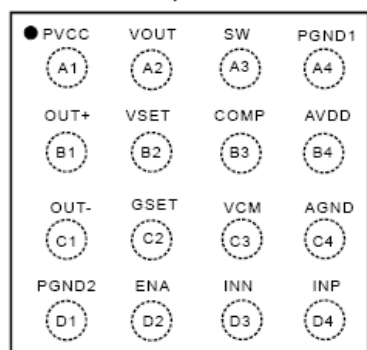 PVCC VOUT SW PGND1
A1 A2 A3 A4
OUT+ VSET COMP AVDD
B1 B2 B3 B4
OUT- GSET VCM AGND
C1 C2 C3 C4
PGND2 ENA INN INP
D1 D2 D3 D4